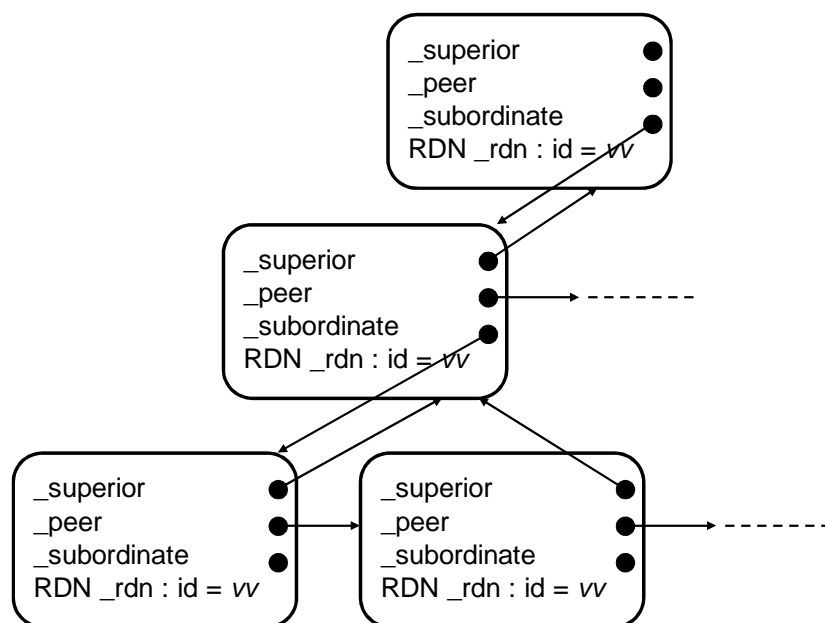 _superior
_peer
_subordinate
RDN _rdn : id = vv
_superior
_peer
_subordinate
RDN _rdn : id = vv
_superior
_peer
_subordinate
RDN _rdn : id = vv
_superior
_peer
_subordinate
RDN _rdn : id = vv